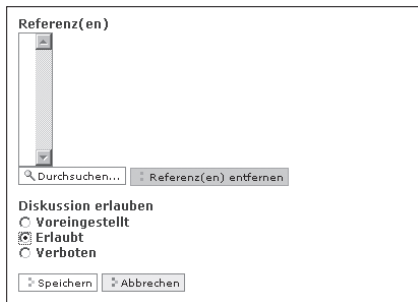 Referenz(en)
Durchsuchen... Referenz(en) entfernen
Diskussion erlauben
Voreingestellt
Erlaubt
Verboten
Speichern Abbrechen